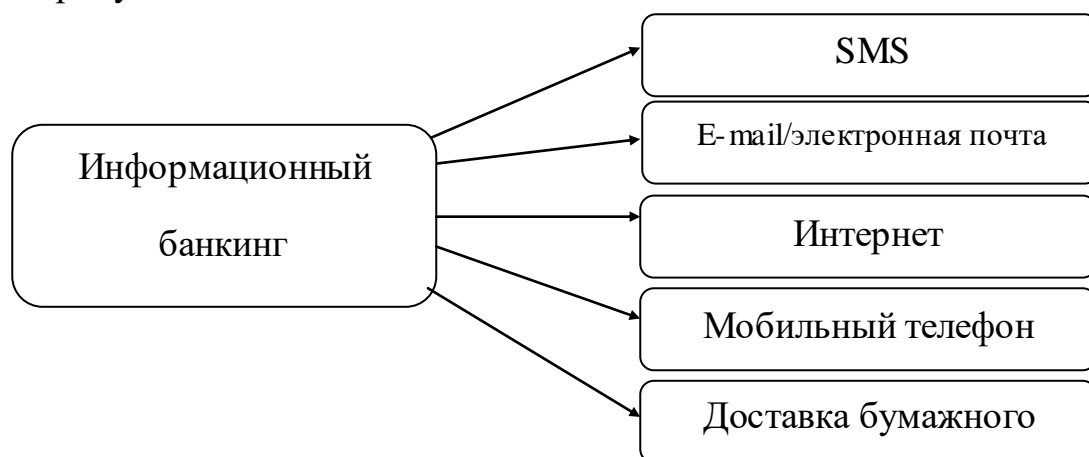 Информационный
банкинг
SMS
E-mail/электронная почта
Интернет
Мобильный телефон
Доставка бумажного